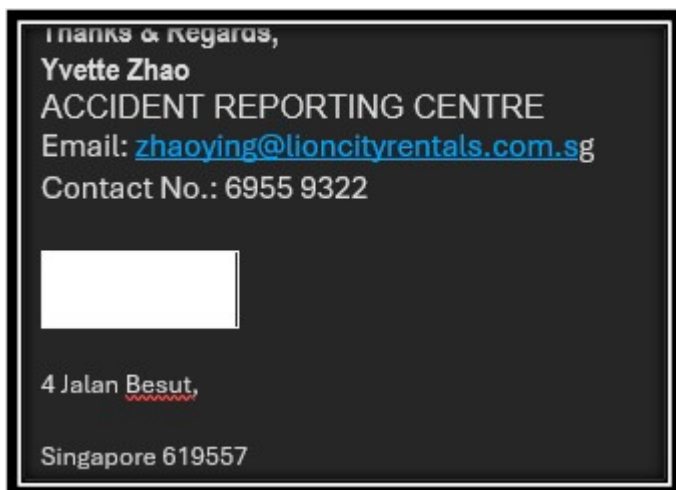 Thanks & Regards,
Yvette Zhao
ACCIDENT REPORTING CENTRE
Email: zhaoying@lioncityrentals.com.sg
Contact No.: 6955 9322
4 Jalan Besut,
Singapore 619557